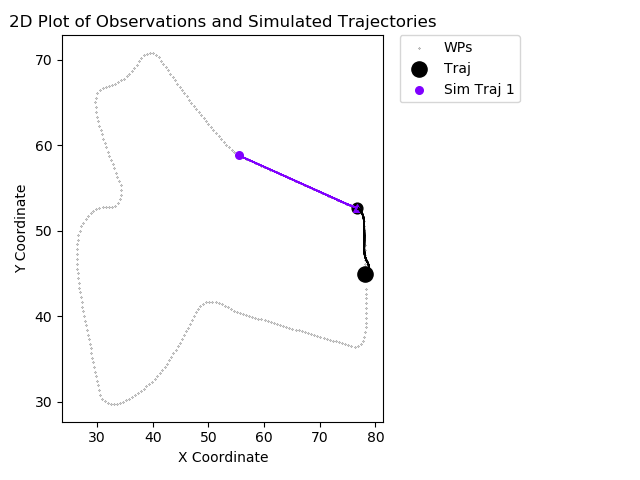 2D Plot of Observations and Simulated Trajectories
WPs
Traj
Sim Traj 1
Y Coordinate
70
60
50
40
30
30 40 50 60 70 80
X Coordinate